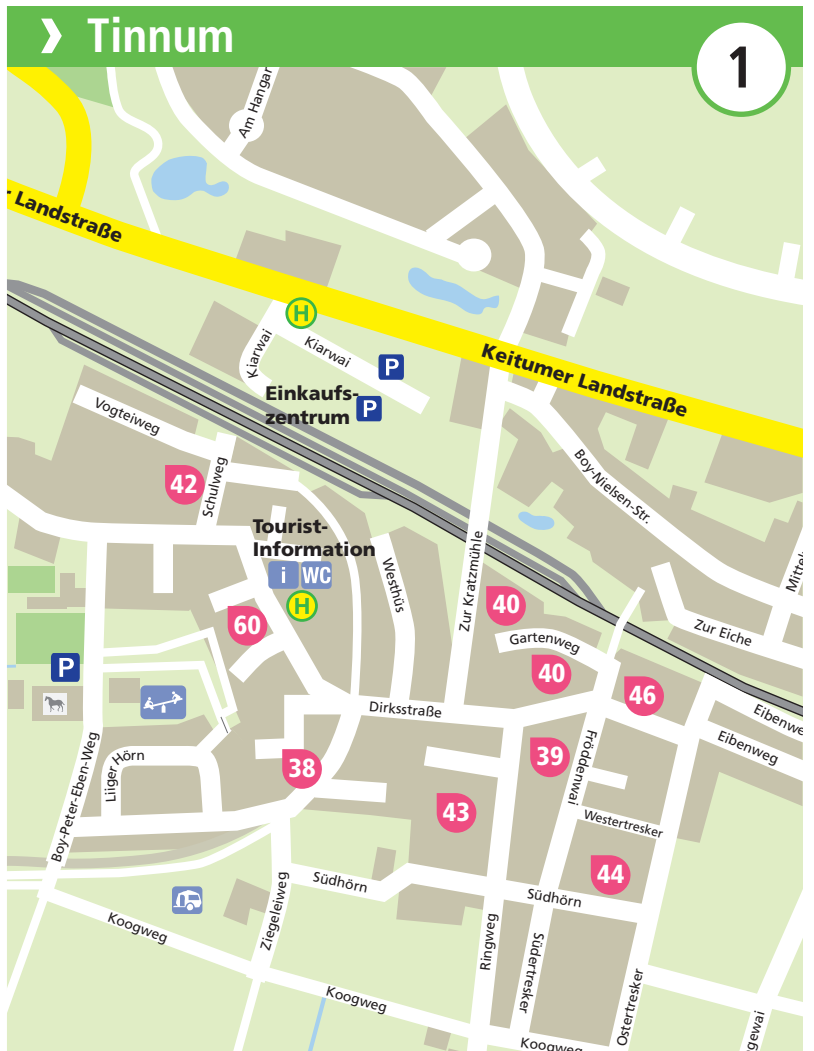 ❯ Tinnum
1
Am Hangar
r Landstraße
H
Kiarwai
Kiarwai
P
Keitumer Landstraße
Einkaufs-
zentrum P
Vogteiweg
Schulweg
42
Boy-Nielsen-Str.
Tourist-
Information
i WC
H
Westhüs
Zur Kratzmühle
Mittel
40
60
Gartenweg
Zur Eiche
P
40
46
Dirksstraße
Eibenwe
Eibenweg
Boy-Peter-Eben-Weg
Liiger Hörn
38
39
Fröddenwai
43
Westertresker
44
Südhörn
Südhörn
Ziegeleiweg
Koogweg
Ringweg
Südertresker
Ostertresker
Koogweg
gewai
Koogweg